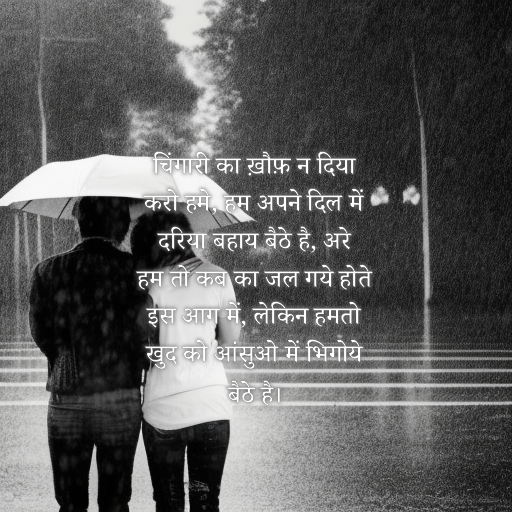 चिंगारी का ख़ौफ़ न दिया
करो हमे, हम अपने दिल में
दरिया बहाय बैठे है, अरे
हम तो कब का जल गये होते
इस आग में, लेकिन हमतो
खुद को आंसुओ में भिगोये
बैठे है।